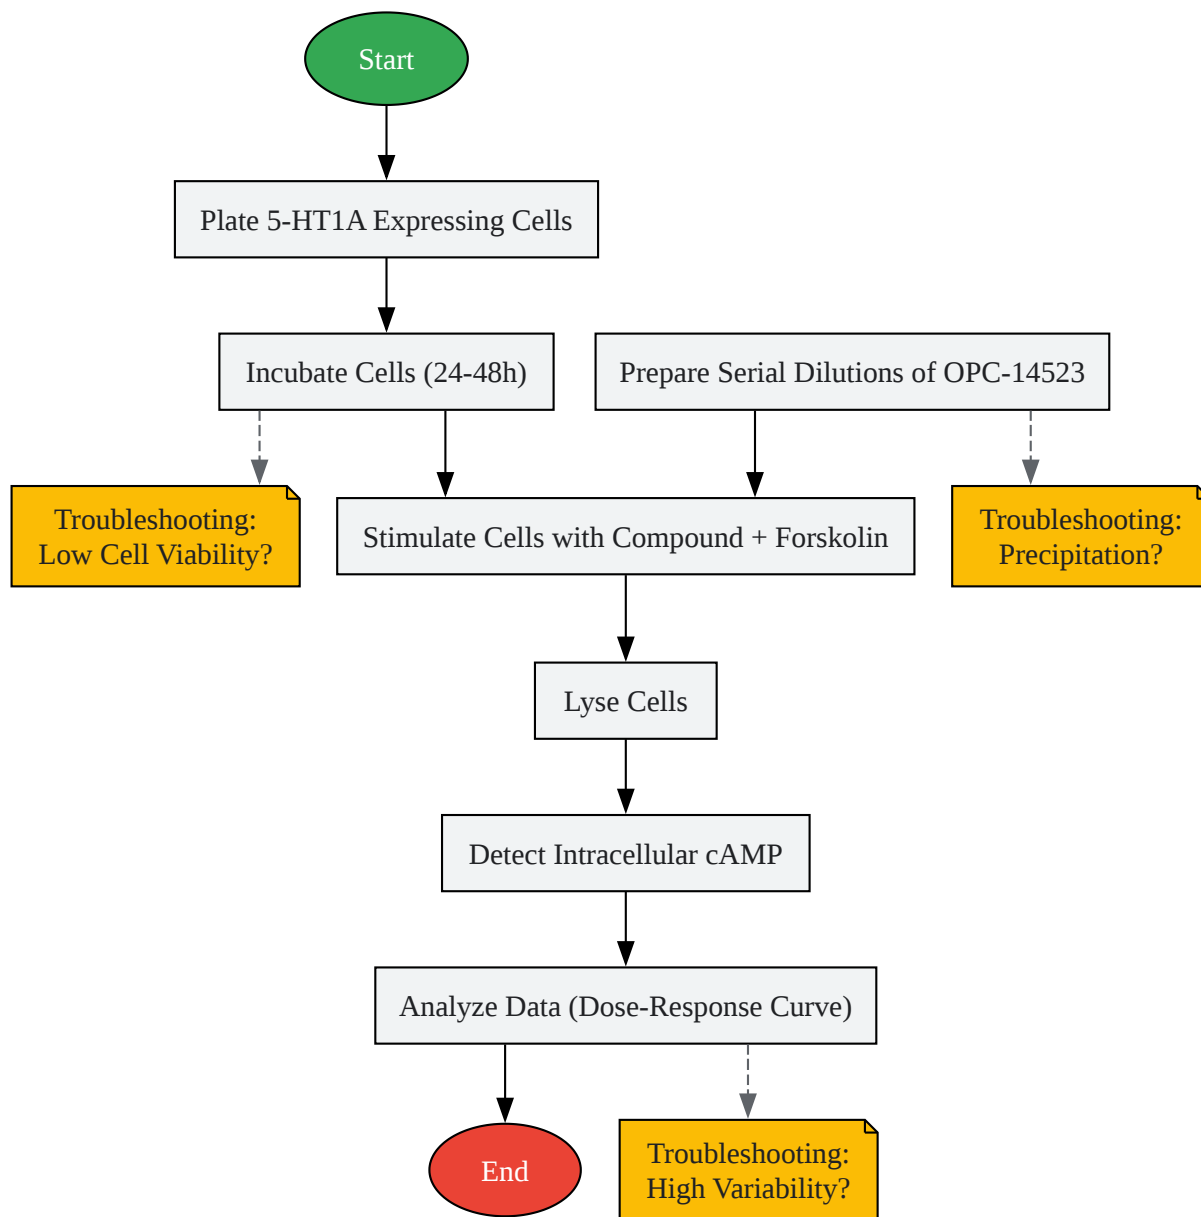 Start
Plate 5-HT1A Expressing Cells
Incubate Cells (24-48h)
Prepare Serial Dilutions of OPC-14523
Troubleshooting:
Low Cell Viability?
Stimulate Cells with Compound + Forskolin
Troubleshooting:
Precipitation?
Lyse Cells
Detect Intracellular cAMP
Analyze Data (Dose-Response Curve)
End
Troubleshooting:
High Variability?